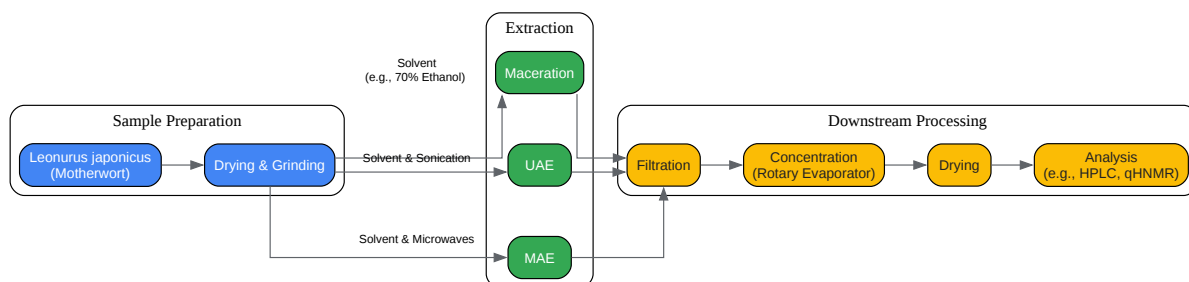 Extraction
Solvent
(e.g., 70% Ethanol)
Maceration
Sample Preparation
Downstream Processing
Leonurus japonicus
(Motherwort)
Drying & Grinding
Solvent & Sonication
UAE
Filtration
Concentration
(Rotary Evaporator)
Drying
Analysis
(e.g., HPLC, qHNMR)
Solvent & Microwaves
MAE